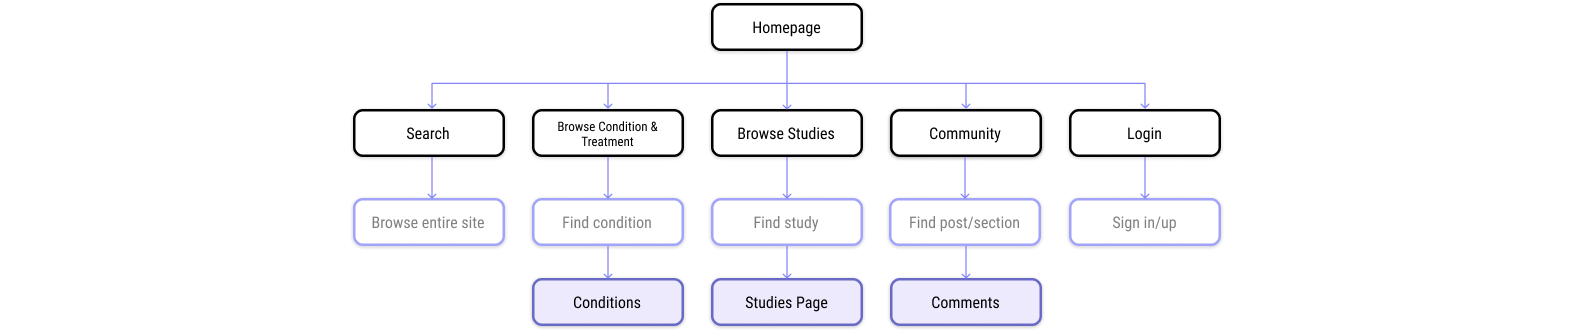 Homepage
Search
Browse Condition &
Treatment
Browse Studies
Community
Login
Browse entire site
Find condition
Find study
Find post/section
Sign in/up
Conditions
Studies Page
Comments